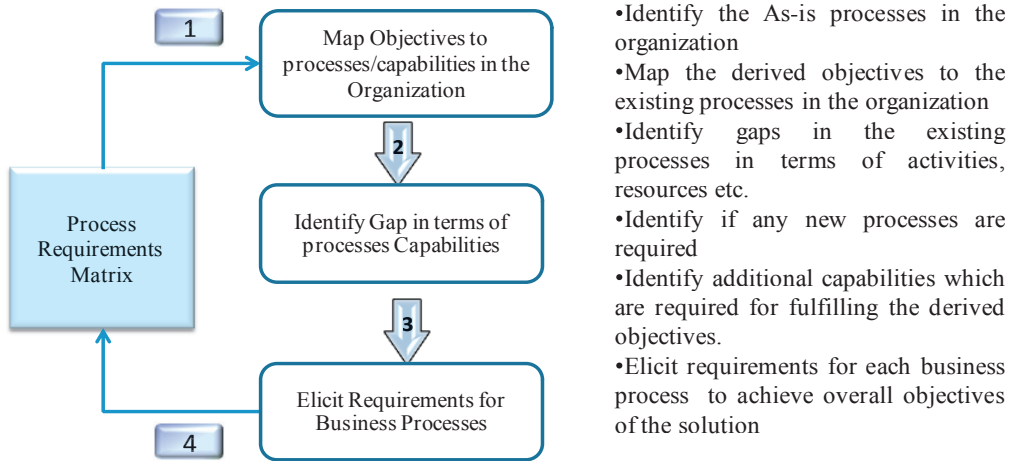 1
Map Objectives to
processes/capabilities in the
Organization
2
Process
Requirements
Matrix
Identify Gap in terms of
processes Capabilities
3
Elicit Requirements for
Business Processes
4
•Identify the As-is processes in the
organization
•Map the derived objectives to the
existing processes in the organization
•Identify gaps in the existing
processes in terms of activities,
resources etc.
•Identify if any new processes are
required
•Identify additional capabilities which
are required for fulfilling the derived
objectives.
•Elicit requirements for each business
process to achieve overall objectives
of the solution